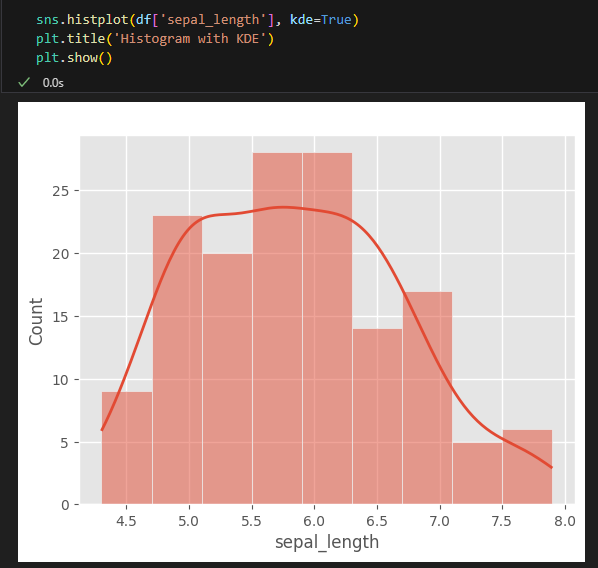 sns.histplot(df['sepal_length'], kde=True)
plt.title('Histogram with KDE')
plt.show()
0.0s
25
20
15
10
5
0
Count
4.5 5.0 5.5 6.0 6.5 7.0 7.5 8.0
sepal_length